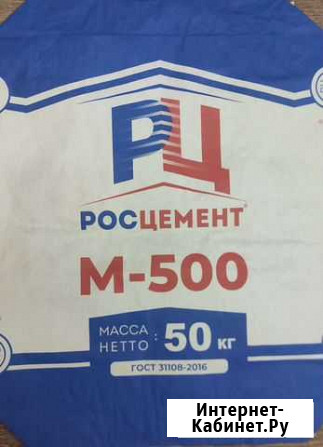 РЦ
РОСЦЕМЕНТ
М-500
МАССА НЕТТО : 50 КГ
ГОСТ 31108-2016
Интернет-
Кабинет.Ру